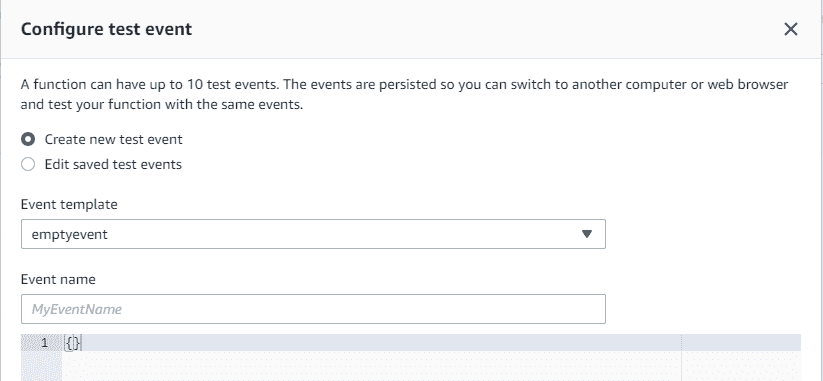 Configure test event
A function can have up to 10 test events. The events are persisted so you can switch to another computer or web browser
and test your function with the same events.
Create new test event
Edit saved test events
Event template
emptyevent
Event name
MyEventName
1 {}